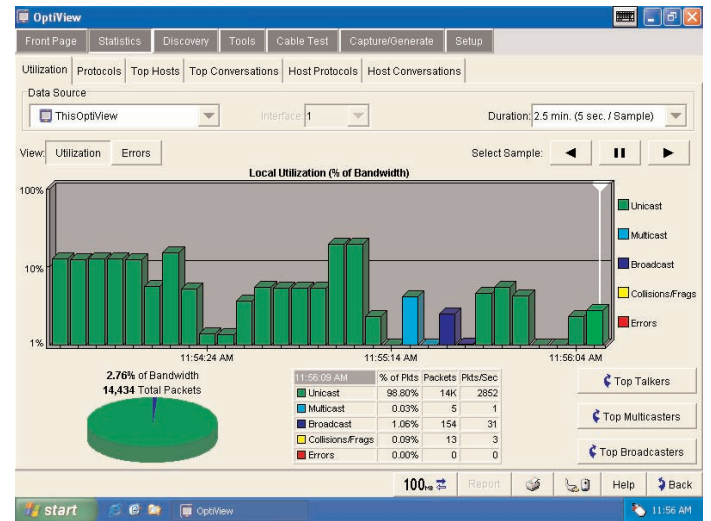 OptiView
Front Page Statistics Discovery Tools Cable Test Capture/Generate Setup
Utilization Protocols Top Hosts Top Conversations Host Protocols Host Conversations
Data Source
ThisOptiView Interface: 1 Duration: 2.5 min. (5 sec. / Sample)
View: Utilization Errors Select Sample:
Local Utilization (% of Bandwidth)
100%
10%
1%
Unicast
Multicast
Broadcast
Collisions/Frags
Errors
11:54:24 AM 11:55:14 AM 11:56:04 AM
2.76% of Bandwidth
14,434 Total Packets
11:56:09 AM % of Pkts Packets Pkts/Sec
Unicast 98.80% 14K 2852
Multicast 0.03% 5 1
Broadcast 1.06% 154 31
Collisions/Frags 0.09% 13 3
Errors 0.00% 0 0
Top Talkers
Top Multicasters
Top Broadcasters
100MB Report Help Back
start OptiView 11:56 AM